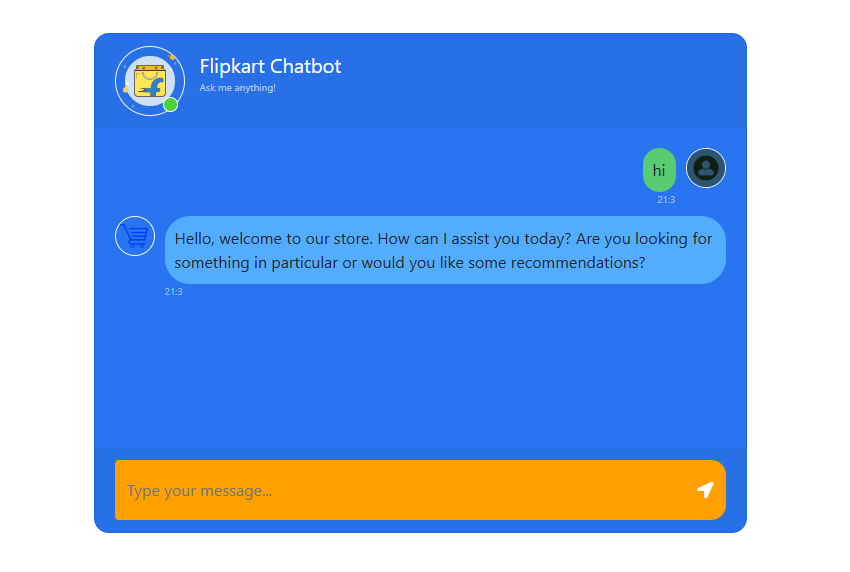 Flipkart Chatbot
Ask me anything!
hi
21:3
Hello, welcome to our store. How can I assist you today? Are you looking for
something in particular or would you like some recommendations?
21:3
Type your message...